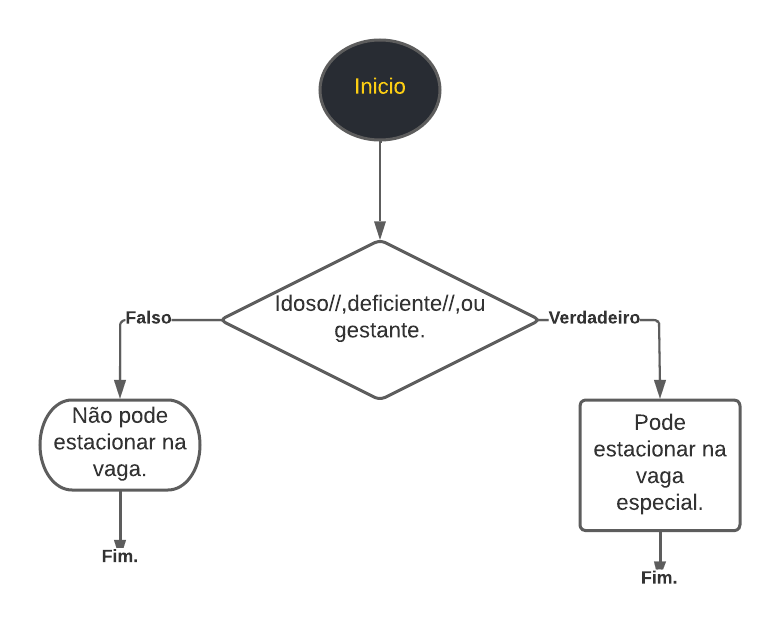 Inicio
Idoso//,deficiente//,ou
gestante.
Falso
Verdadeiro
Não pode
estacionar na
vaga.
Pode
estacionar na
vaga
especial.
Fim.
Fim.